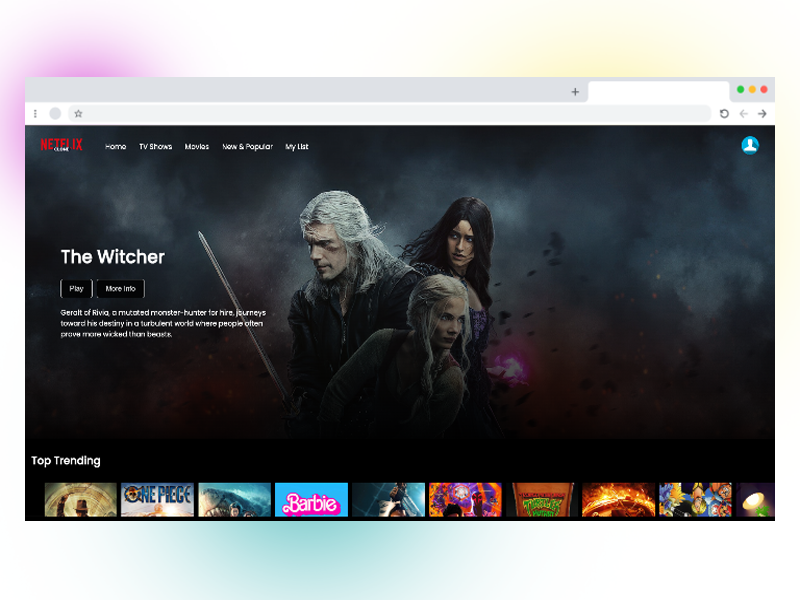 NETFLIX
CLONE
Home TV Shows Movies New & Popular My List
The Witcher
Play More Info
Geralt of Rivia, a mutated monster-hunter for hire, journeys
toward his destiny in a turbulent world where people often
prove more wicked than beasts.
Top Trending
ONE PIECE
Barbie